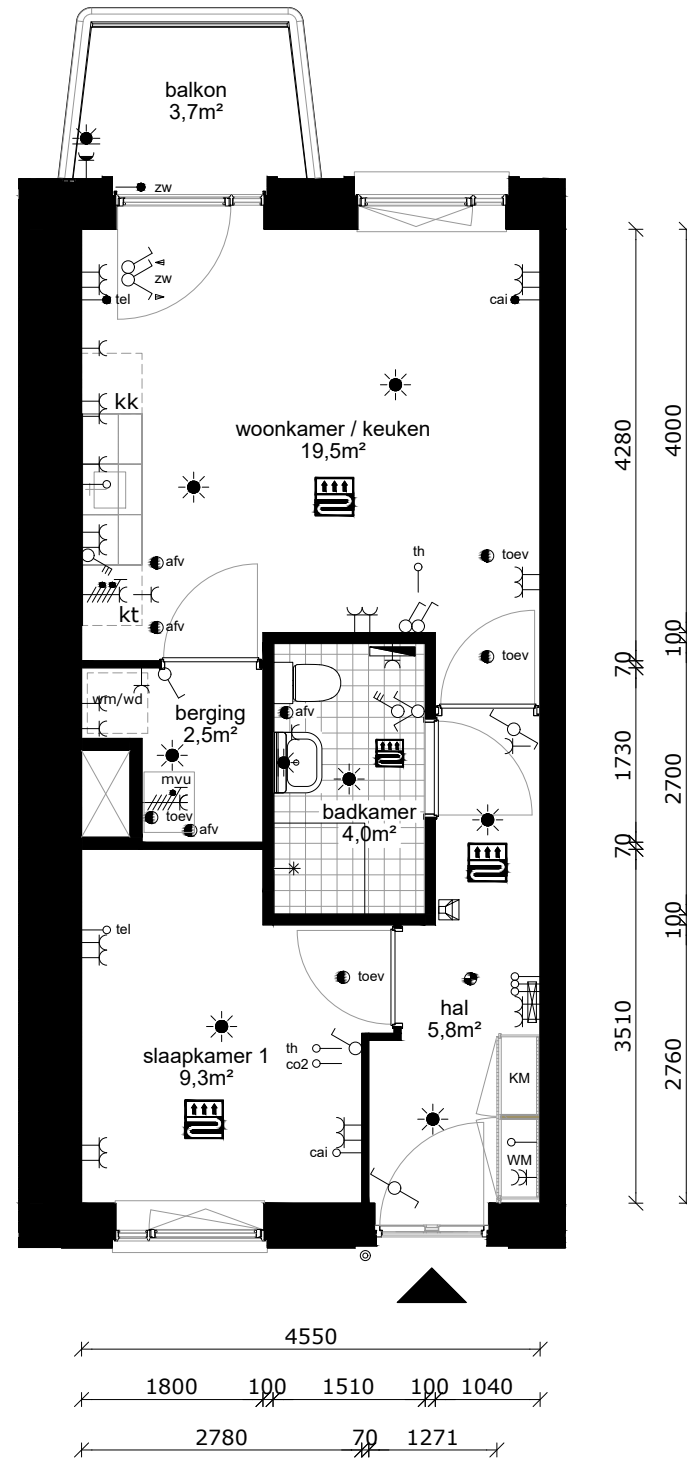 balkon
3,7m²
zw
zw
tel
cai
kk
woonkamer / keuken
19,5m²
th
toev
afv
kt
afv
toev
wm/wd
berging
2,5m²
afv
mvu
toev
afv
badkamer
4,0m²
tel
toev
hal
5,8m²
th
co2
slaapkamer 1
9,3m²
cai
KM
WM
4280
70
1730
70
3510
4000
100
2700
100
2760
4550
1800
100
1510
100
1040
2780
70
1271